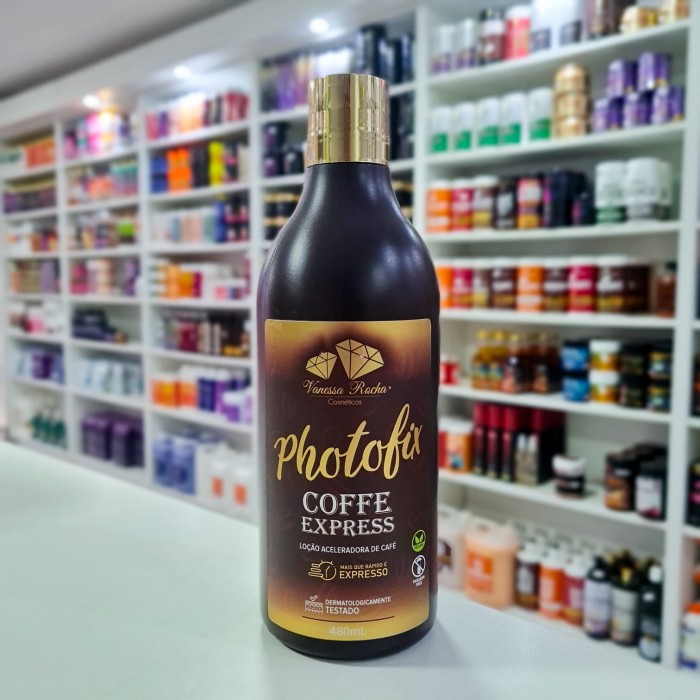 Vanessa Rocha
Cosméticos
Photofix
COFFE
EXPRESS
LOÇÃO ACELERADORA DE CAFÉ
MAIS QUE RÁPIDO É
EXPRESSO
DERMATOLOGICAMENTE
TESTADO
480mL